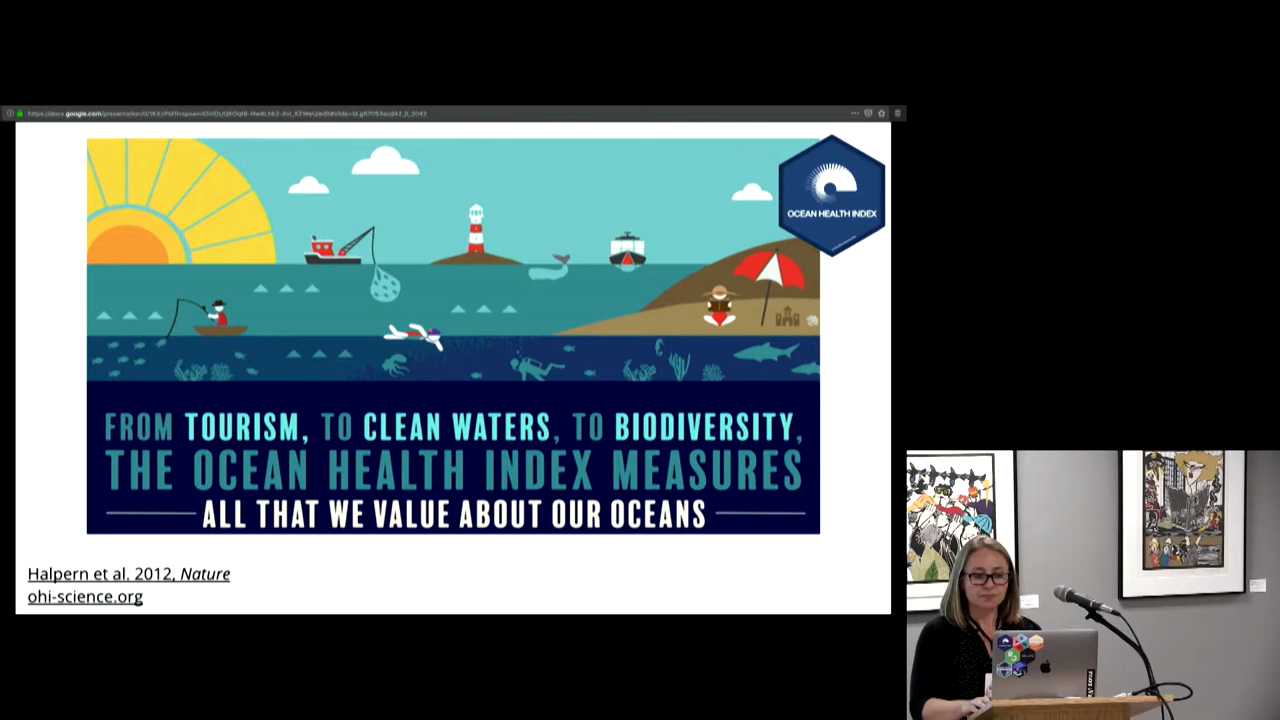 OCEAN HEALTH INDEX
FROM TOURISM, TO CLEAN WATERS, TO BIODIVERSITY,
THE OCEAN HEALTH INDEX MEASURES
ALL THAT WE VALUE ABOUT OUR OCEANS
Halpern et al. 2012, Nature
ohi-science.org